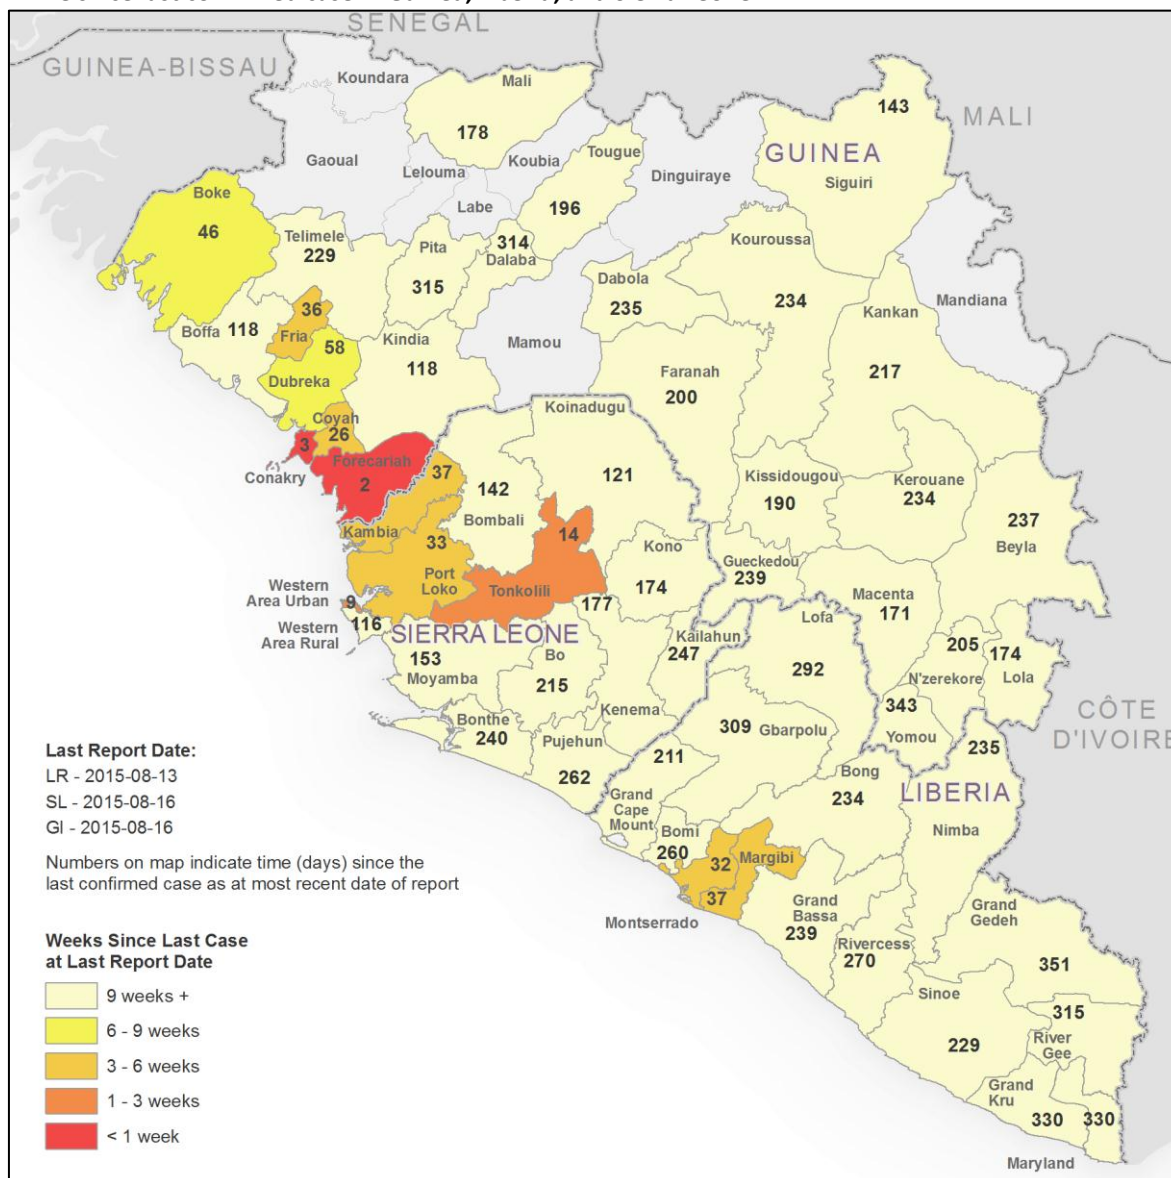 SENEGAL
GUINEA-BISSAU
Koundara
Mali
143
MALI
178
Tougue
GUINEA
Gaoual
Koubia
Lelouma
Dinguiraye
Siguiri
Boke
Labe
196
46
Telimele
314
Kouroussa
229
Pita
Dalaba
Dabola
315
235
234
Mandiana
36
Kankan
118
Boffa
Fria
58
Kindia
Mamou
118
Faranah
217
Dubreka
200
Koinadugu
Coyah
3
26
Forecariah
Conakry
2
37
142
121
Kissidougou
Kerouane
190
234
237
Bombali
Kambia
33
14
Kono
Beyla
Port
Loko
Gueckedou
239
Western
Area Urban
9
Tonkolili
174
Macenta
177
171
116
Western
Area Rural
SIERRA LEONE
Kailahun
247
Lofa
153
Bo
205
174
Moyamba
215
292
N'zerekore
Lola
Kenema
343
CÔTE
D'IVOIRE
Bonthe
240
309
Gbarpolu
Yomou
Pujehun
211
235
262
Bong
234
LIBERIA
Grand
Cape
Mount
Nimba
Bomi
260
32
Margibi
37
Montserrado
Grand
Bassa
239
Grand
Gedeh
Rivercess
270
351
Sinoe
315
229
River
Gee
Grand
Kru
330
330
Maryland
Last Report Date:
LR - 2015-08-13
SL - 2015-08-16
GI - 2015-08-16
Numbers on map indicate time (days) since the
last confirmed case as at most recent date of report
Weeks Since Last Case
at Last Report Date
9 weeks +
6 - 9 weeks
3 - 6 weeks
1 - 3 weeks
< 1 week